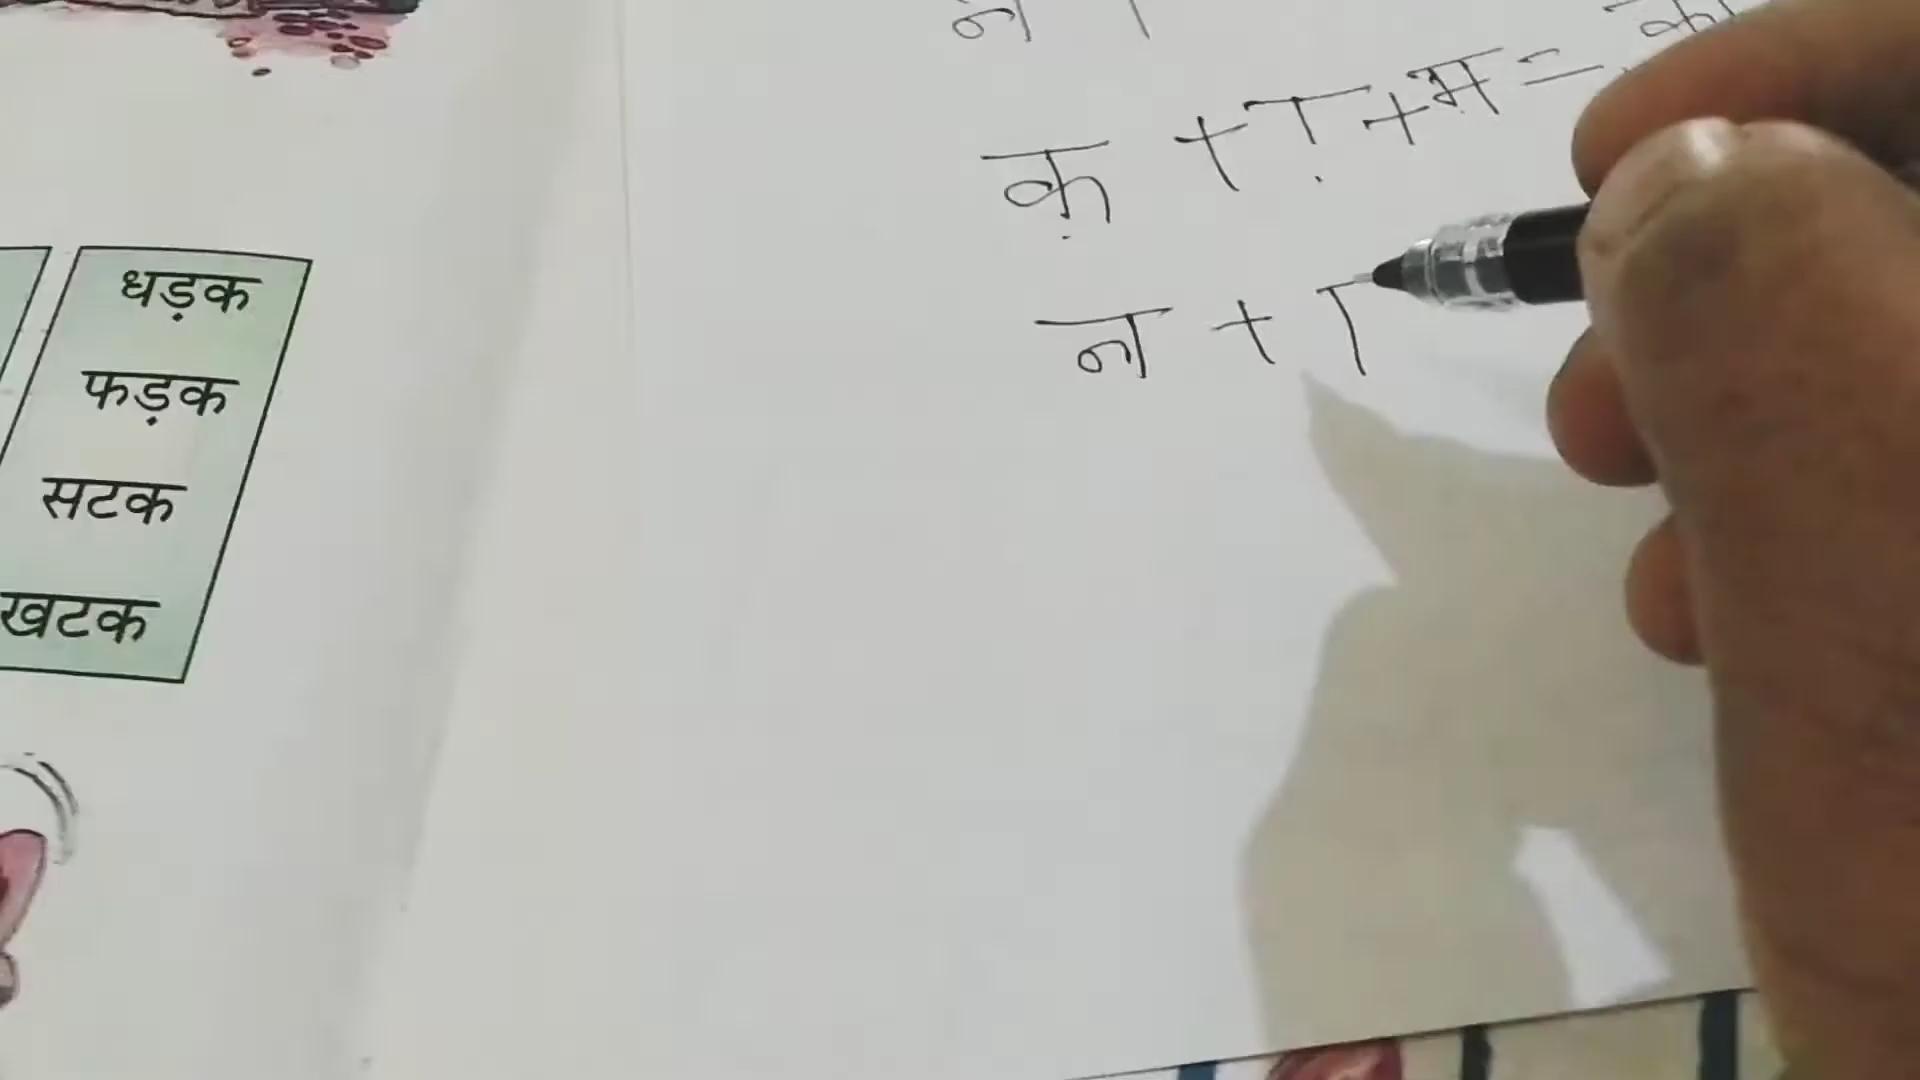 न ा
क + ा + म = का
न + ा
धड़क
फड़क
सटक
खटक